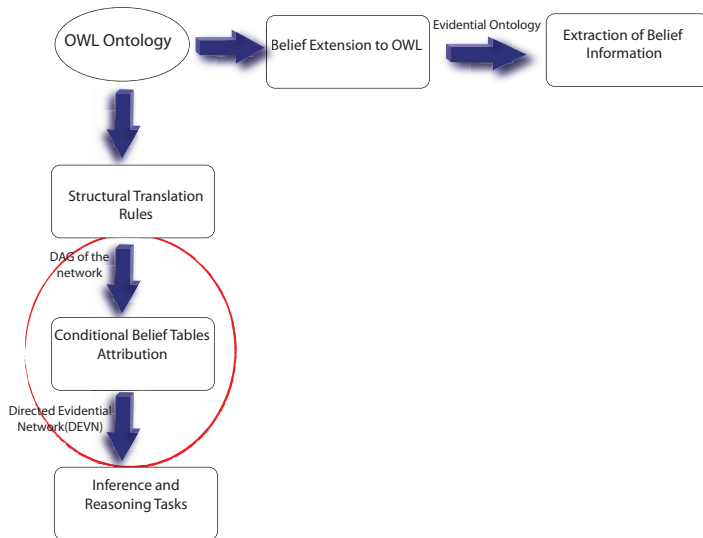 OWL Ontology
Belief Extension to OWL
Evidential Ontology
Extraction of Belief
Information
Structural Translation
Rules
DAG of the
network
Conditional Belief Tables
Attribution
Directed Evidential
Network(DEVN)
Inference and
Reasoning Tasks